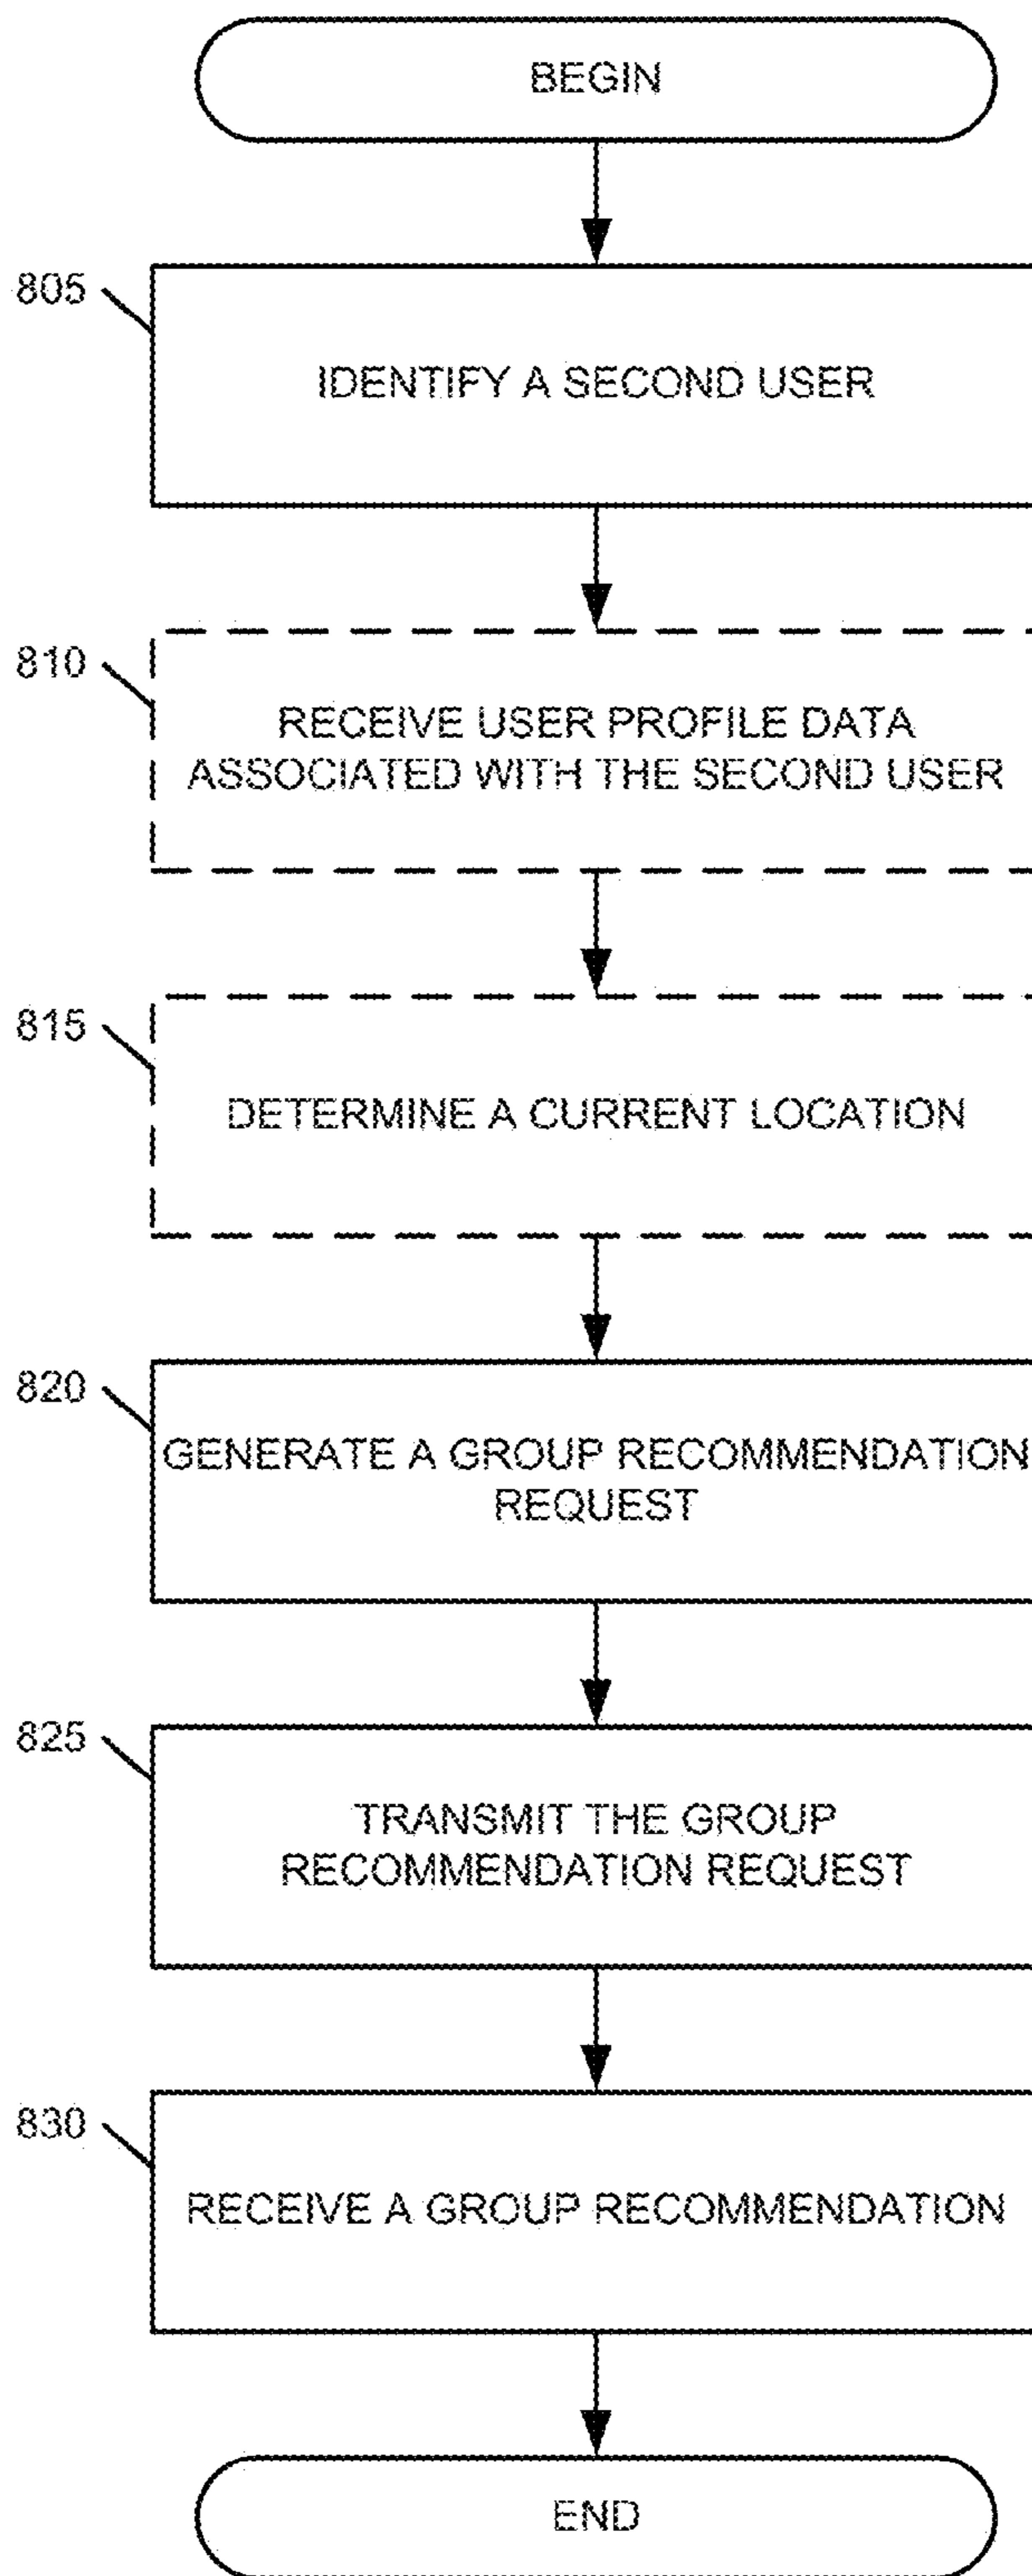 BEGIN
805
IDENTIFY A SECOND USER
810
RECEIVE USER PROFILE DATA
ASSOCIATED WITH THE SECOND USER
815
DETERMINE A CURRENT LOCATION
820
GENERATE A GROUP RECOMMENDATION
REQUEST
825
TRANSMIT THE GROUP
RECOMMENDATION REQUEST
830
RECEIVE A GROUP RECOMMENDATION
END